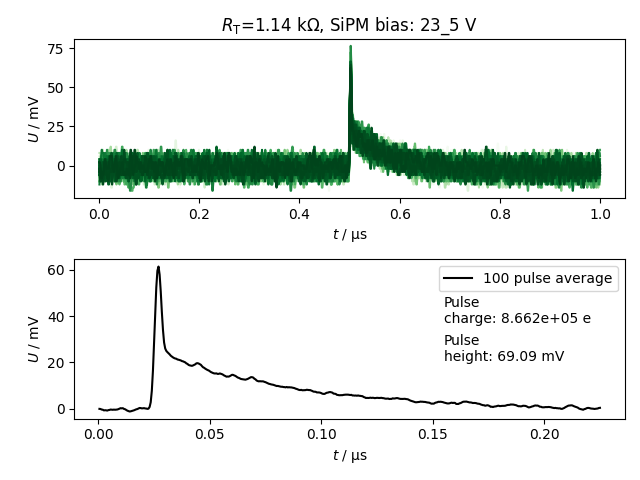 R_T=1.14 kΩ, SiPM bias: 23_5 V
75
50
25
0
U / mV
0.0 0.2 0.4 0.6 0.8 1.0
t / μs
60
40
20
0
U / mV
100 pulse average
Pulse
charge: 8.662e+05 e
Pulse
height: 69.09 mV
0.00 0.05 0.10 0.15 0.20
t / μs